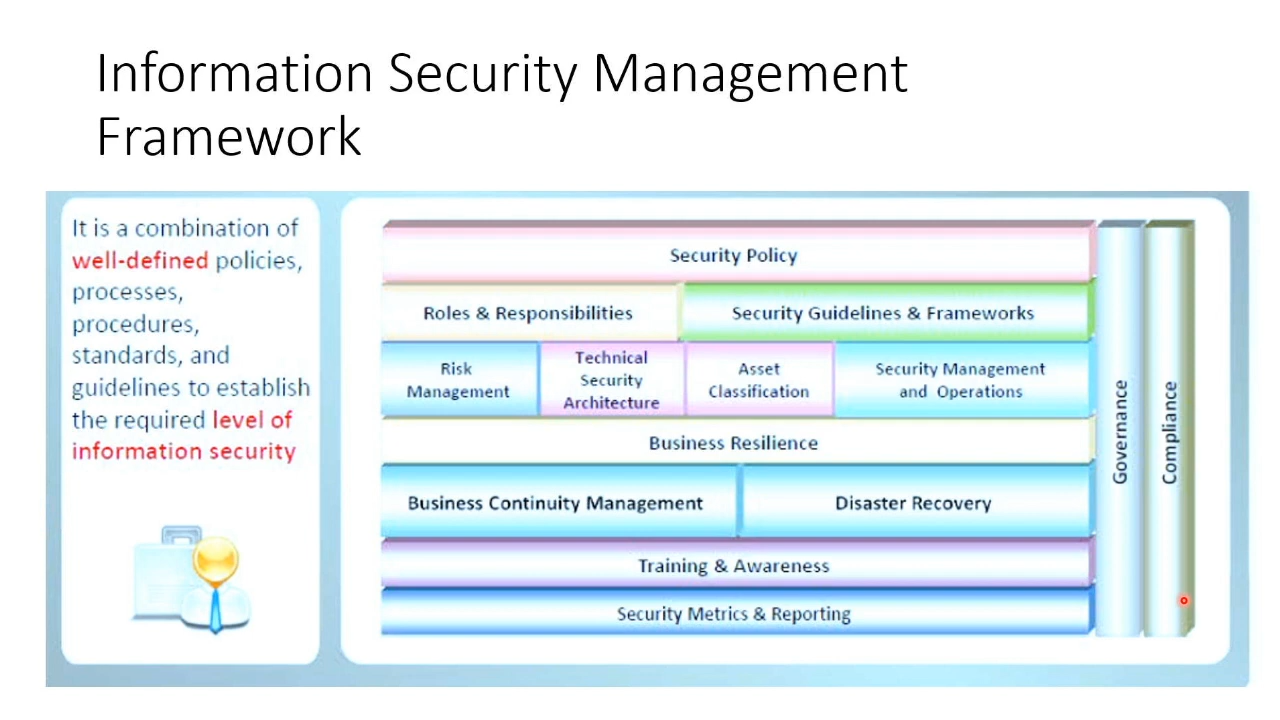 Information Security Management
Framework
It is a combination of
well-defined policies,
processes,
procedures,
standards, and
guidelines to establish
the required level of
information security
Security Policy
Roles & Responsibilities
Security Guidelines & Frameworks
Risk
Management
Technical
Security
Architecture
Asset
Classification
Security Management
and Operations
Business Resilience
Business Continuity Management
Disaster Recovery
Training & Awareness
Security Metrics & Reporting
Governance
Compliance